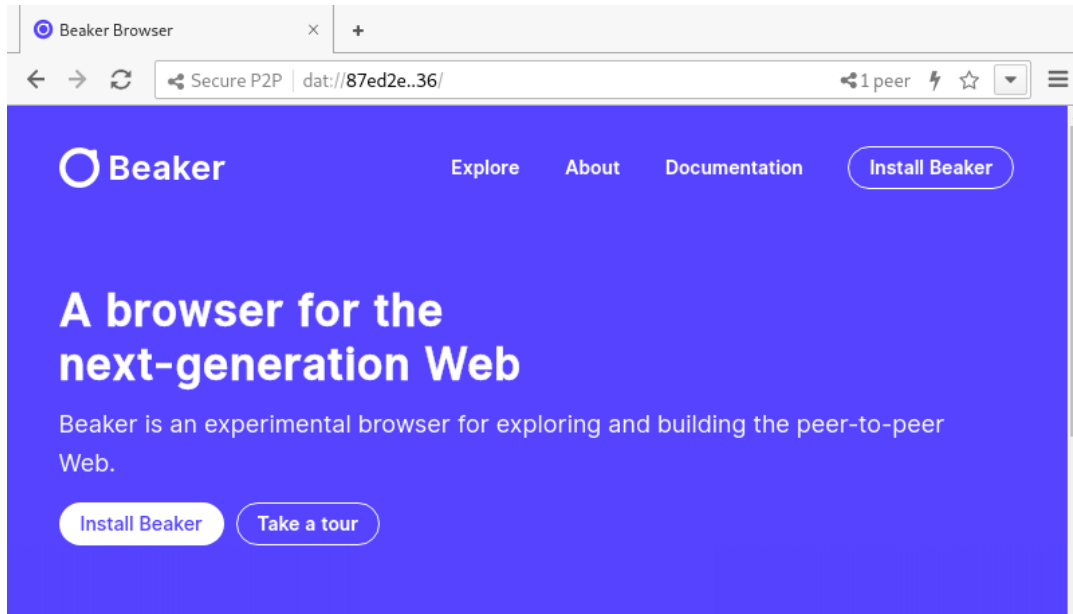 Beaker Browser
Secure P2P dat://87ed2e..36/ 1 peer
Beaker Explore About Documentation Install Beaker
A browser for the
next-generation Web
Beaker is an experimental browser for exploring and building the peer-to-peer
Web.
Install Beaker Take a tour